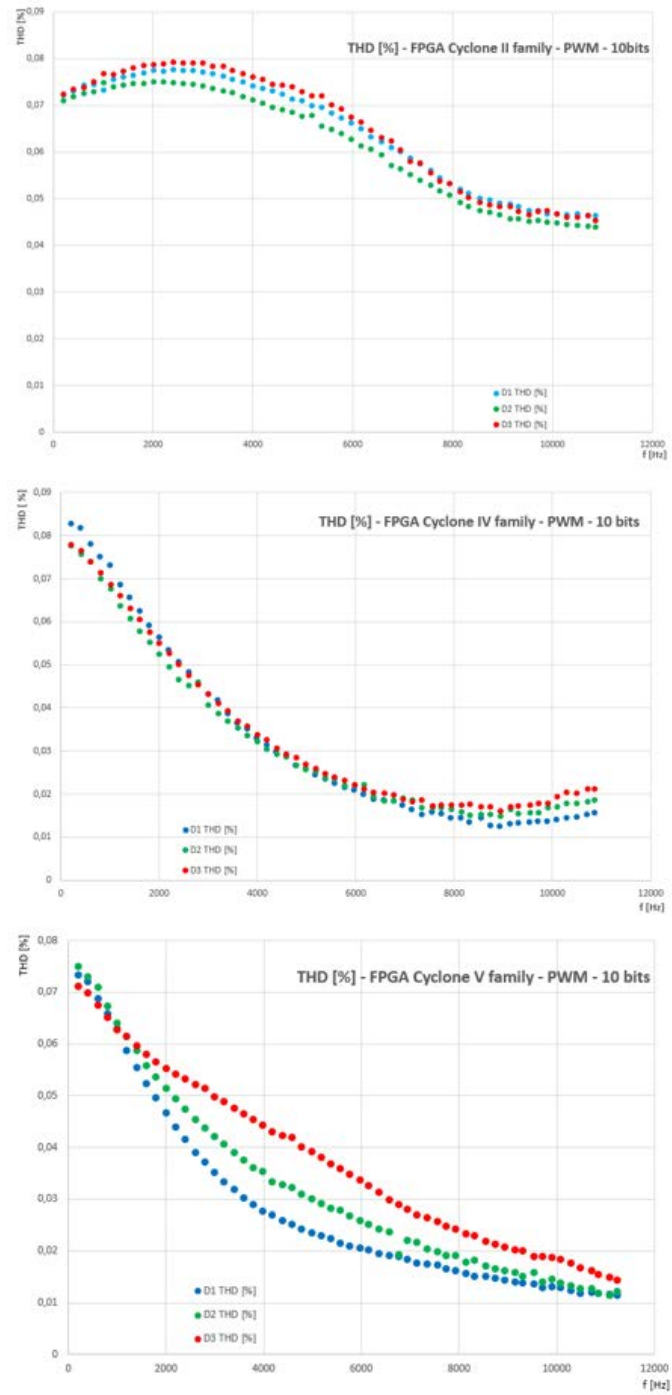 THD [%]
THD [%] - FPGA Cyclone II family - PWM - 10bits
0,09
0,08
0,07
0,06
0,05
0,04
0,03
0,02
0,01
0
D1 THD [%]
D2 THD [%]
D3 THD [%]
0 2000 4000 6000 8000 10000 12000
f [Hz]
THD [%]
THD [%] - FPGA Cyclone IV family - PWM - 10 bits
0,09
0,08
0,07
0,06
0,05
0,04
0,03
0,02
0,01
0
D1 THD [%]
D2 THD [%]
D3 THD [%]
0 2000 4000 6000 8000 10000 12000
f [Hz]
THD [%]
THD [%] - FPGA Cyclone V family - PWM - 10 bits
0,08
0,07
0,06
0,05
0,04
0,03
0,02
0,01
0
D1 THD [%]
D2 THD [%]
D3 THD [%]
0 2000 4000 6000 8000 10000 12000
f [Hz]